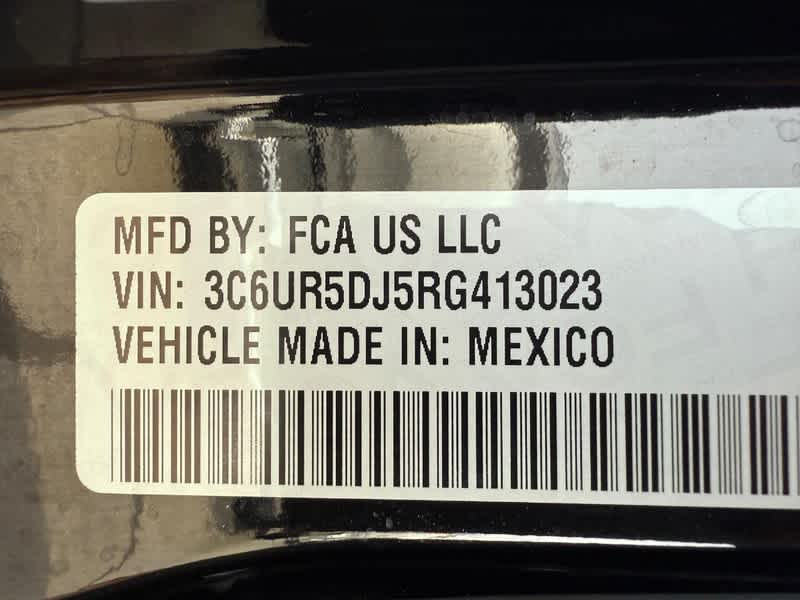 MFD BY: FCA US LLC
VIN: 3C6UR5DJ5RG413023
VEHICLE MADE IN: MEXICO